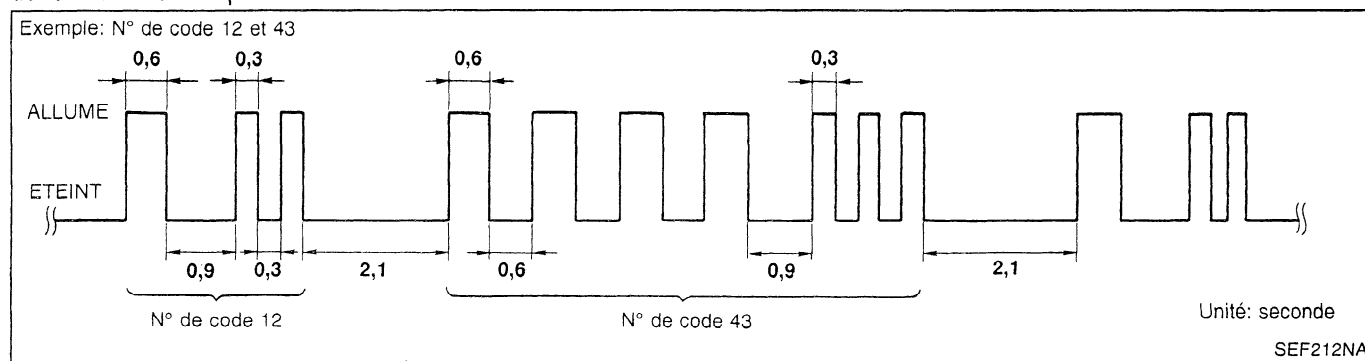 Exemple: N° de code 12 et 43
0,6 0,3 0,6 0,3
ALLUME
ETEINT
0,9 0,3 2,1 0,6 0,9 2,1
N° de code 12 N° de code 43
Unité: seconde
SEF212NA